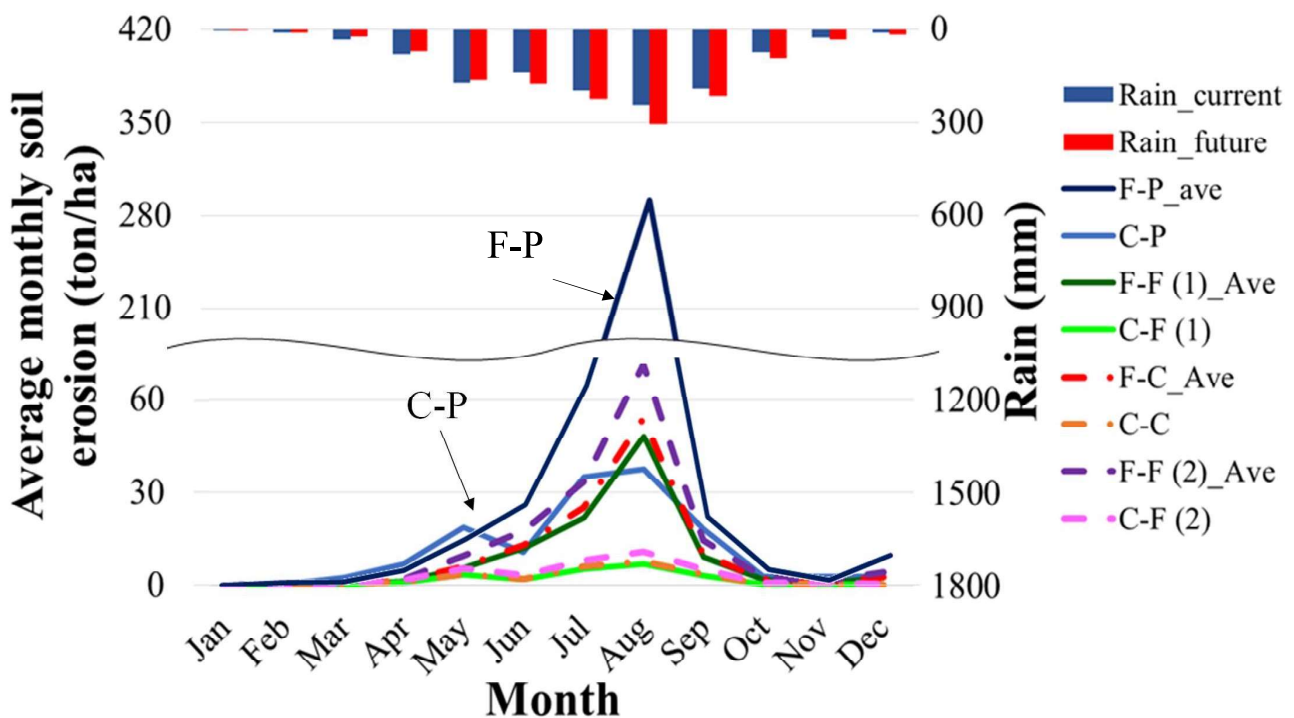 Average monthly soil
erosion (ton/ha)
420
350
280
210
60
30
0
F-P
C-P
0
300
600
900
1200
1500
1800
Rain (mm)
Jan
Feb
Mar
Apr
May
Jun
Jul
Aug
Sep
Oct
Nov
Dec
Month
Rain_current
Rain_future
F-P_ave
C-P
F-F (1)_Ave
C-F (1)
F-C_Ave
C-C
F-F (2)_Ave
C-F (2)